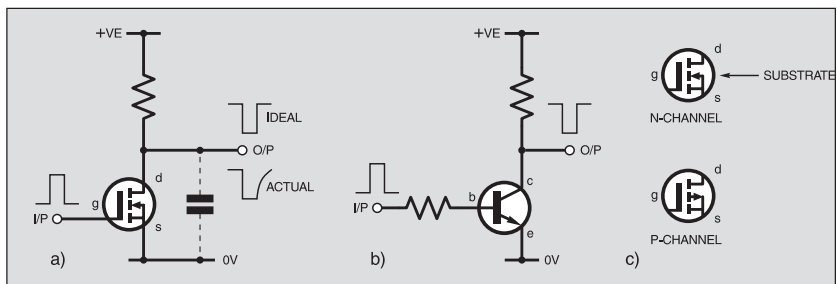 +VE
IDEAL
O/P
ACTUAL
d
g
I/P
s
0V
a)
+VE
O/P
c
b
I/P
e
0V
b)
d
g
SUBSTRATE
s
N-CHANNEL
d
g
s
P-CHANNEL
c)